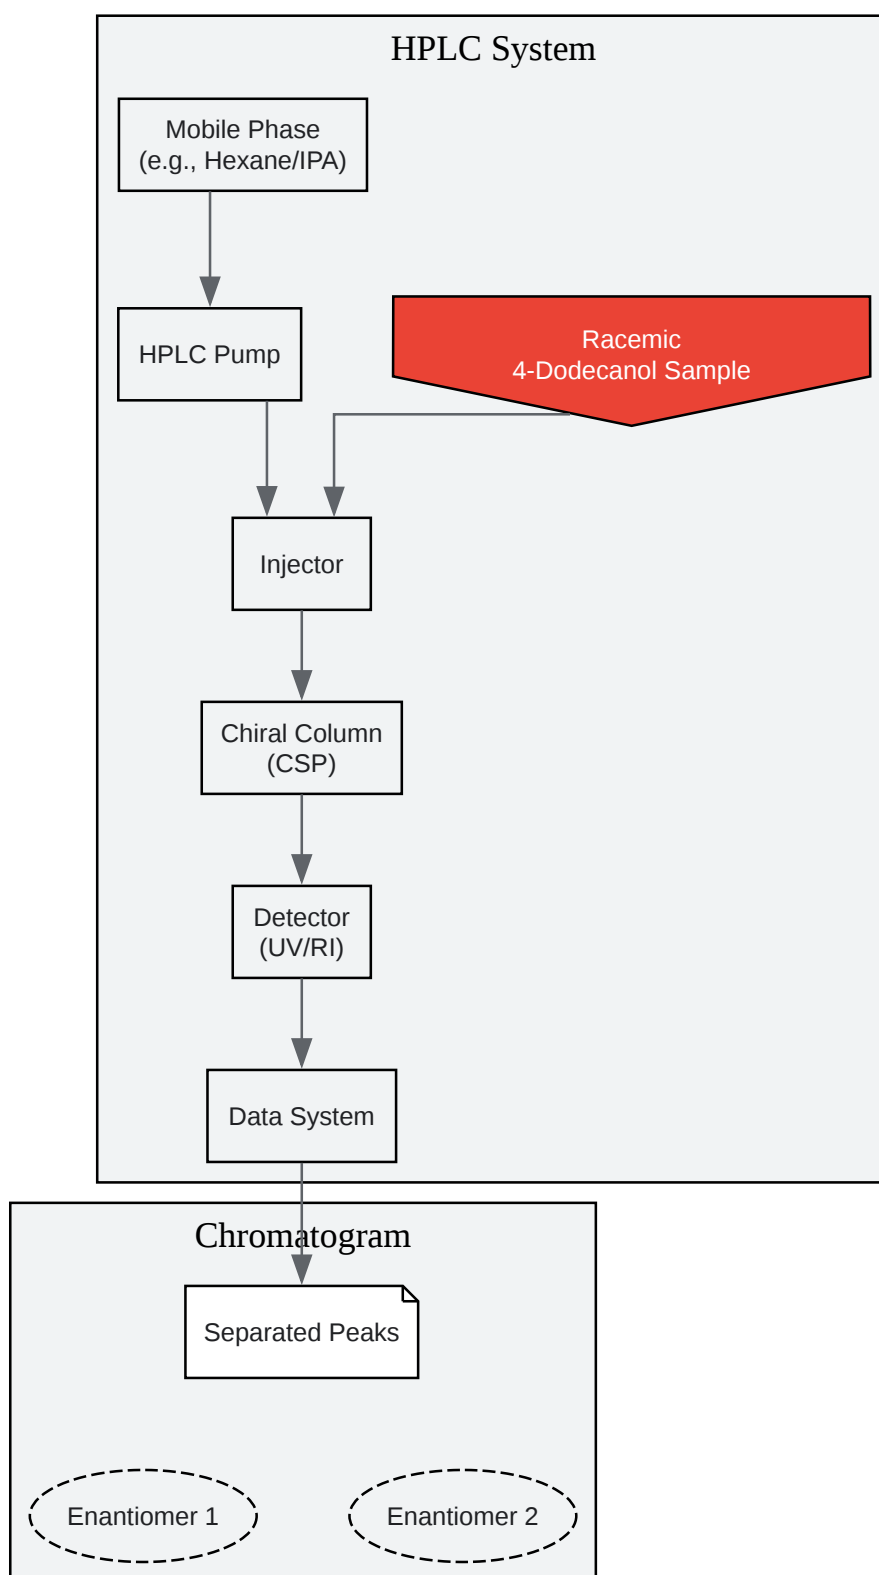 HPLC System
Mobile Phase
(e.g., Hexane/IPA)
HPLC Pump
Racemic
4-Dodecanol Sample
Injector
Chiral Column
(CSP)
Detector
(UV/RI)
Data System
Chromatogram
Separated Peaks
Enantiomer 1
Enantiomer 2